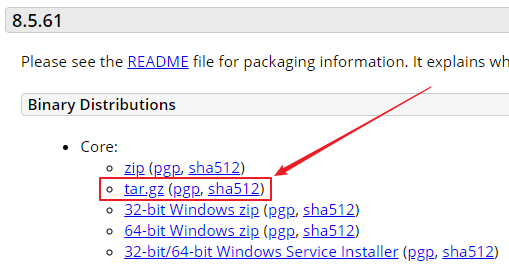 8.5.61
Please see the README file for packaging information. It explains wh
Binary Distributions
• Core:
zip (pgp, sha512)
tar.gz (pgp, sha512)
32-bit Windows zip (pgp, sha512)
64-bit Windows zip (pgp, sha512)
32-bit/64-bit Windows Service Installer (pgp, sha512)